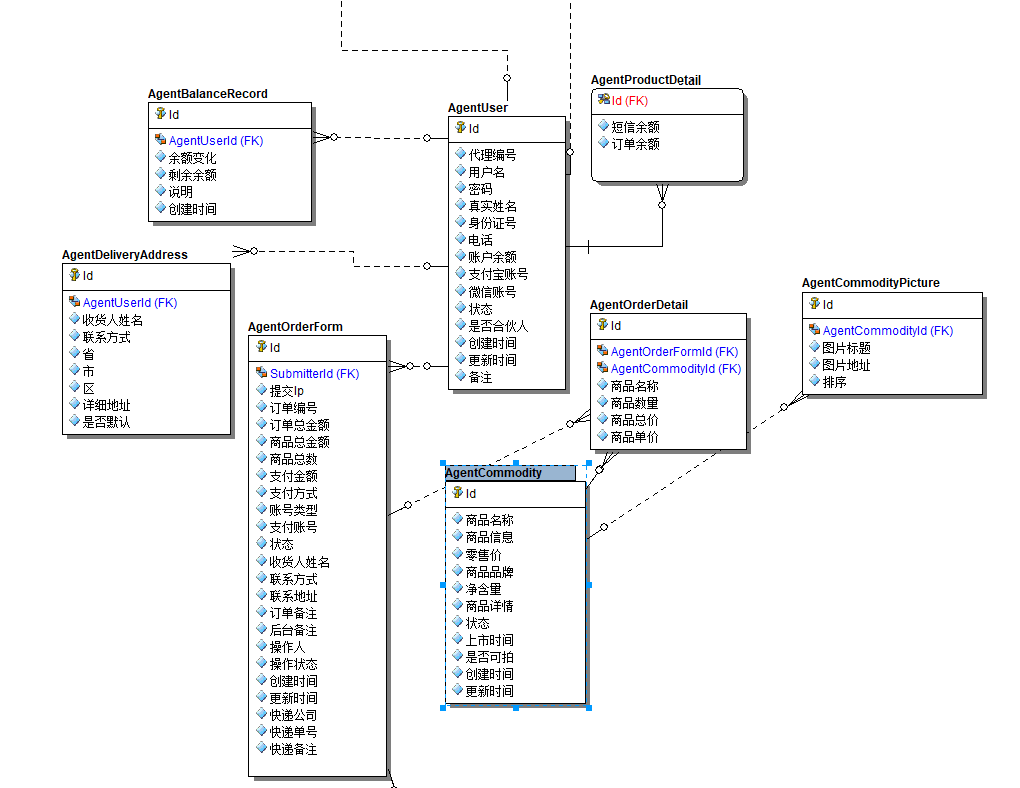 AgentBalanceRecord
Id
AgentUserId (FK)
余额变化
剩余余额
说明
创建时间
AgentUser
Id
代理编号
用户名
密码
真实姓名
身份证号
电话
账户余额
支付宝账号
微信账号
状态
是否合伙人
创建时间
更新时间
备注
AgentProductDetail
Id (FK)
短信余额
订单余额
AgentDeliveryAddress
Id
AgentUserId (FK)
收货人姓名
联系方式
省
市
区
详细地址
是否默认
AgentOrderForm
Id
SubmitterId (FK)
提交Ip
订单编号
订单总金额
商品总金额
商品总数
支付金额
支付方式
账号类型
支付账号
状态
收货人姓名
联系方式
联系地址
订单备注
后台备注
操作人
操作状态
创建时间
更新时间
快递公司
快递单号
快递备注
AgentOrderDetail
Id
AgentOrderFormId (FK)
AgentCommodityId (FK)
商品名称
商品数量
商品总价
商品单价
AgentCommodityPicture
Id
AgentCommodityId (FK)
图片标题
图片地址
排序
AgentCommodity
Id
商品名称
商品信息
零售价
商品品牌
净含量
商品详情
状态
上市时间
是否可拍
创建时间
更新时间